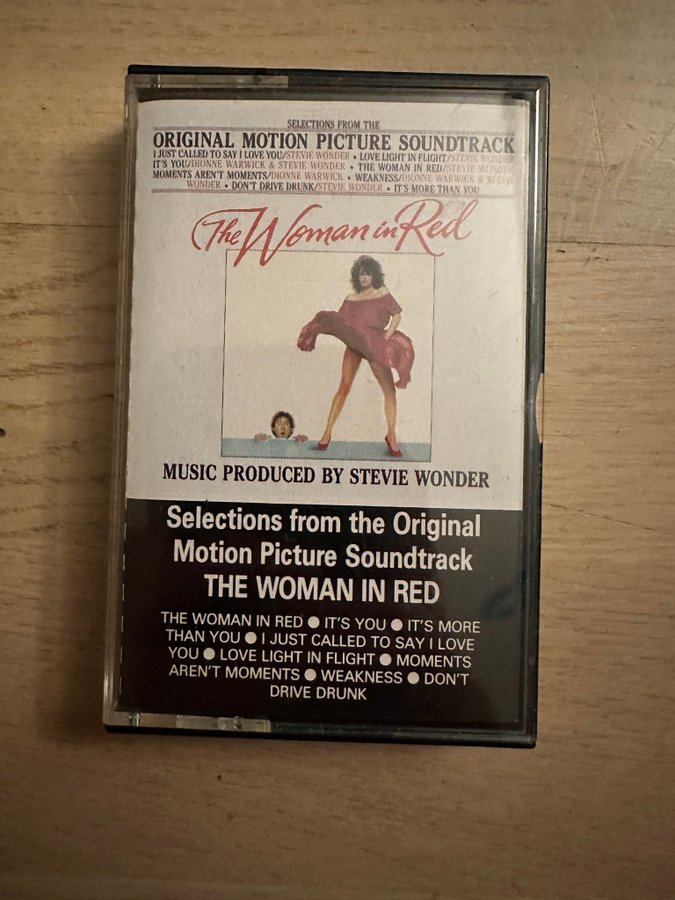 SELECTIONS FROM THE
ORIGINAL MOTION PICTURE SOUNDTRACK
I JUST CALLED TO SAY I LOVE YOU/STEVIE WONDER • LOVE LIGHT IN FLIGHT/STEVIE WONDER
IT'S YOU/DIONNE WARWICK & STEVIE WONDER • THE WOMAN IN RED/STEVIE WONDER
MOMENTS AREN'T MOMENTS/DIONNE WARWICK • WEAKNESS/DIONNE WARWICK & STEVIE
WONDER • DON'T DRIVE DRUNK/STEVIE WONDER • IT'S MORE THAN YOU
The Woman in Red
MUSIC PRODUCED BY STEVIE WONDER
Selections from the Original
Motion Picture Soundtrack
THE WOMAN IN RED
THE WOMAN IN RED ● IT'S YOU ● IT'S MORE
THAN YOU ● I JUST CALLED TO SAY I LOVE
YOU ● LOVE LIGHT IN FLIGHT ● MOMENTS
AREN'T MOMENTS ● WEAKNESS ● DON'T
DRIVE DRUNK